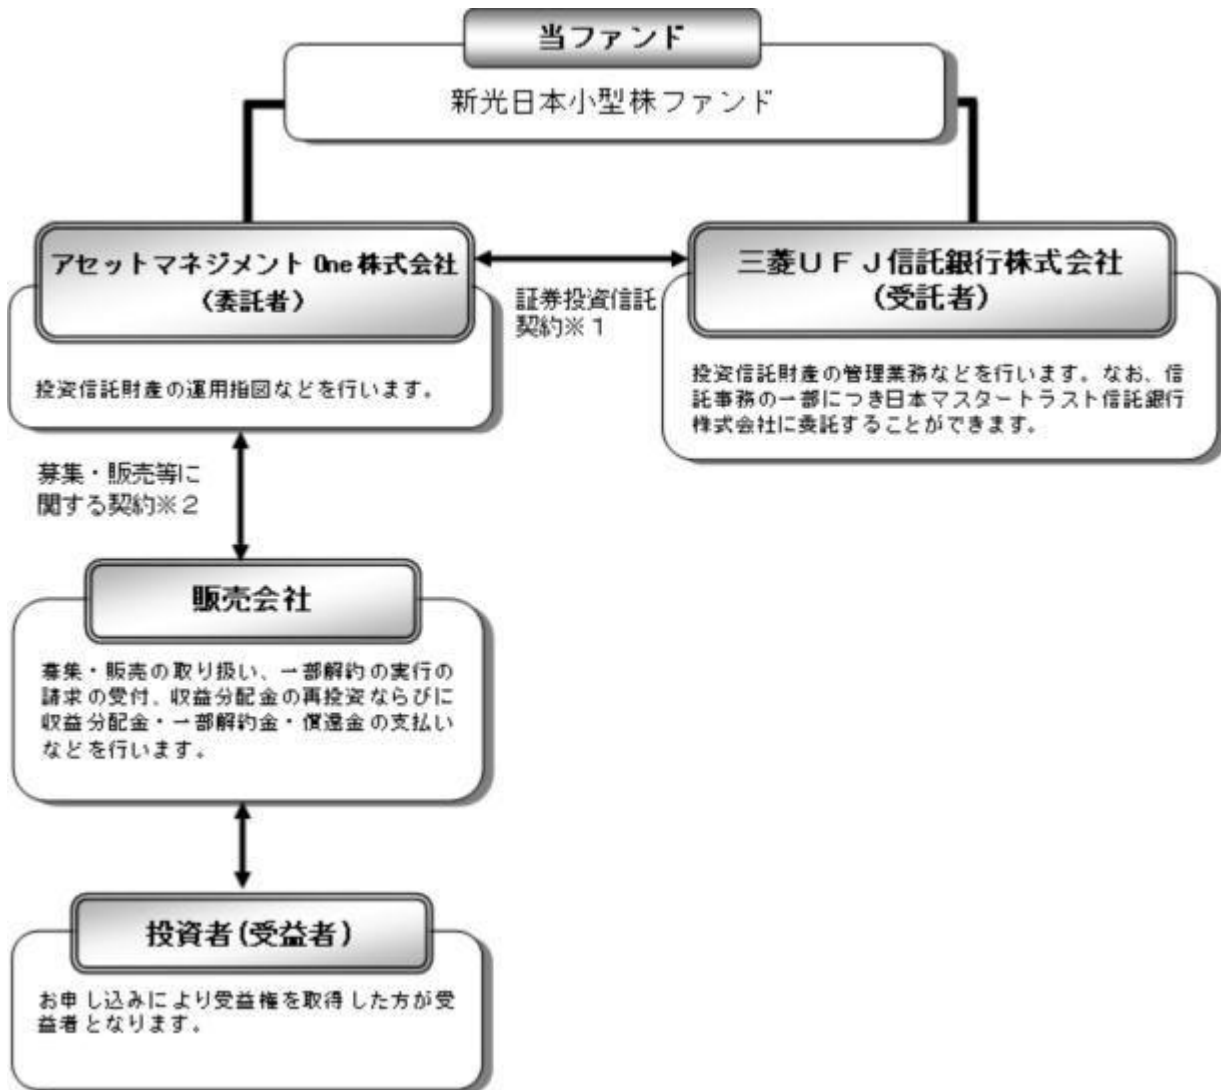 当ファンド
新光日本小型株ファンド
アセットマネジメント One 株式会社
（委託者）
証券投資信託
契約※１
三菱ＵＦＪ信託銀行株式会社
(受託者)
投資信託財産の運用指図などを行います。
投資信託財産の管理業務などを行います。なお、信
託事務の一部につき日本マスタートラスト信託銀行
株式会社に委託することができます。
募集・販売等に
関する契約※２
販売会社
募集・販売の取り扱い、一部解約の実行の
請求の受付、収益分配金の再投資ならびに
収益分配金・一部解約金・償還金の支払い
などを行います。
投資者(受益者)
お申し込みにより受益権を取得した方が受
益者となります。